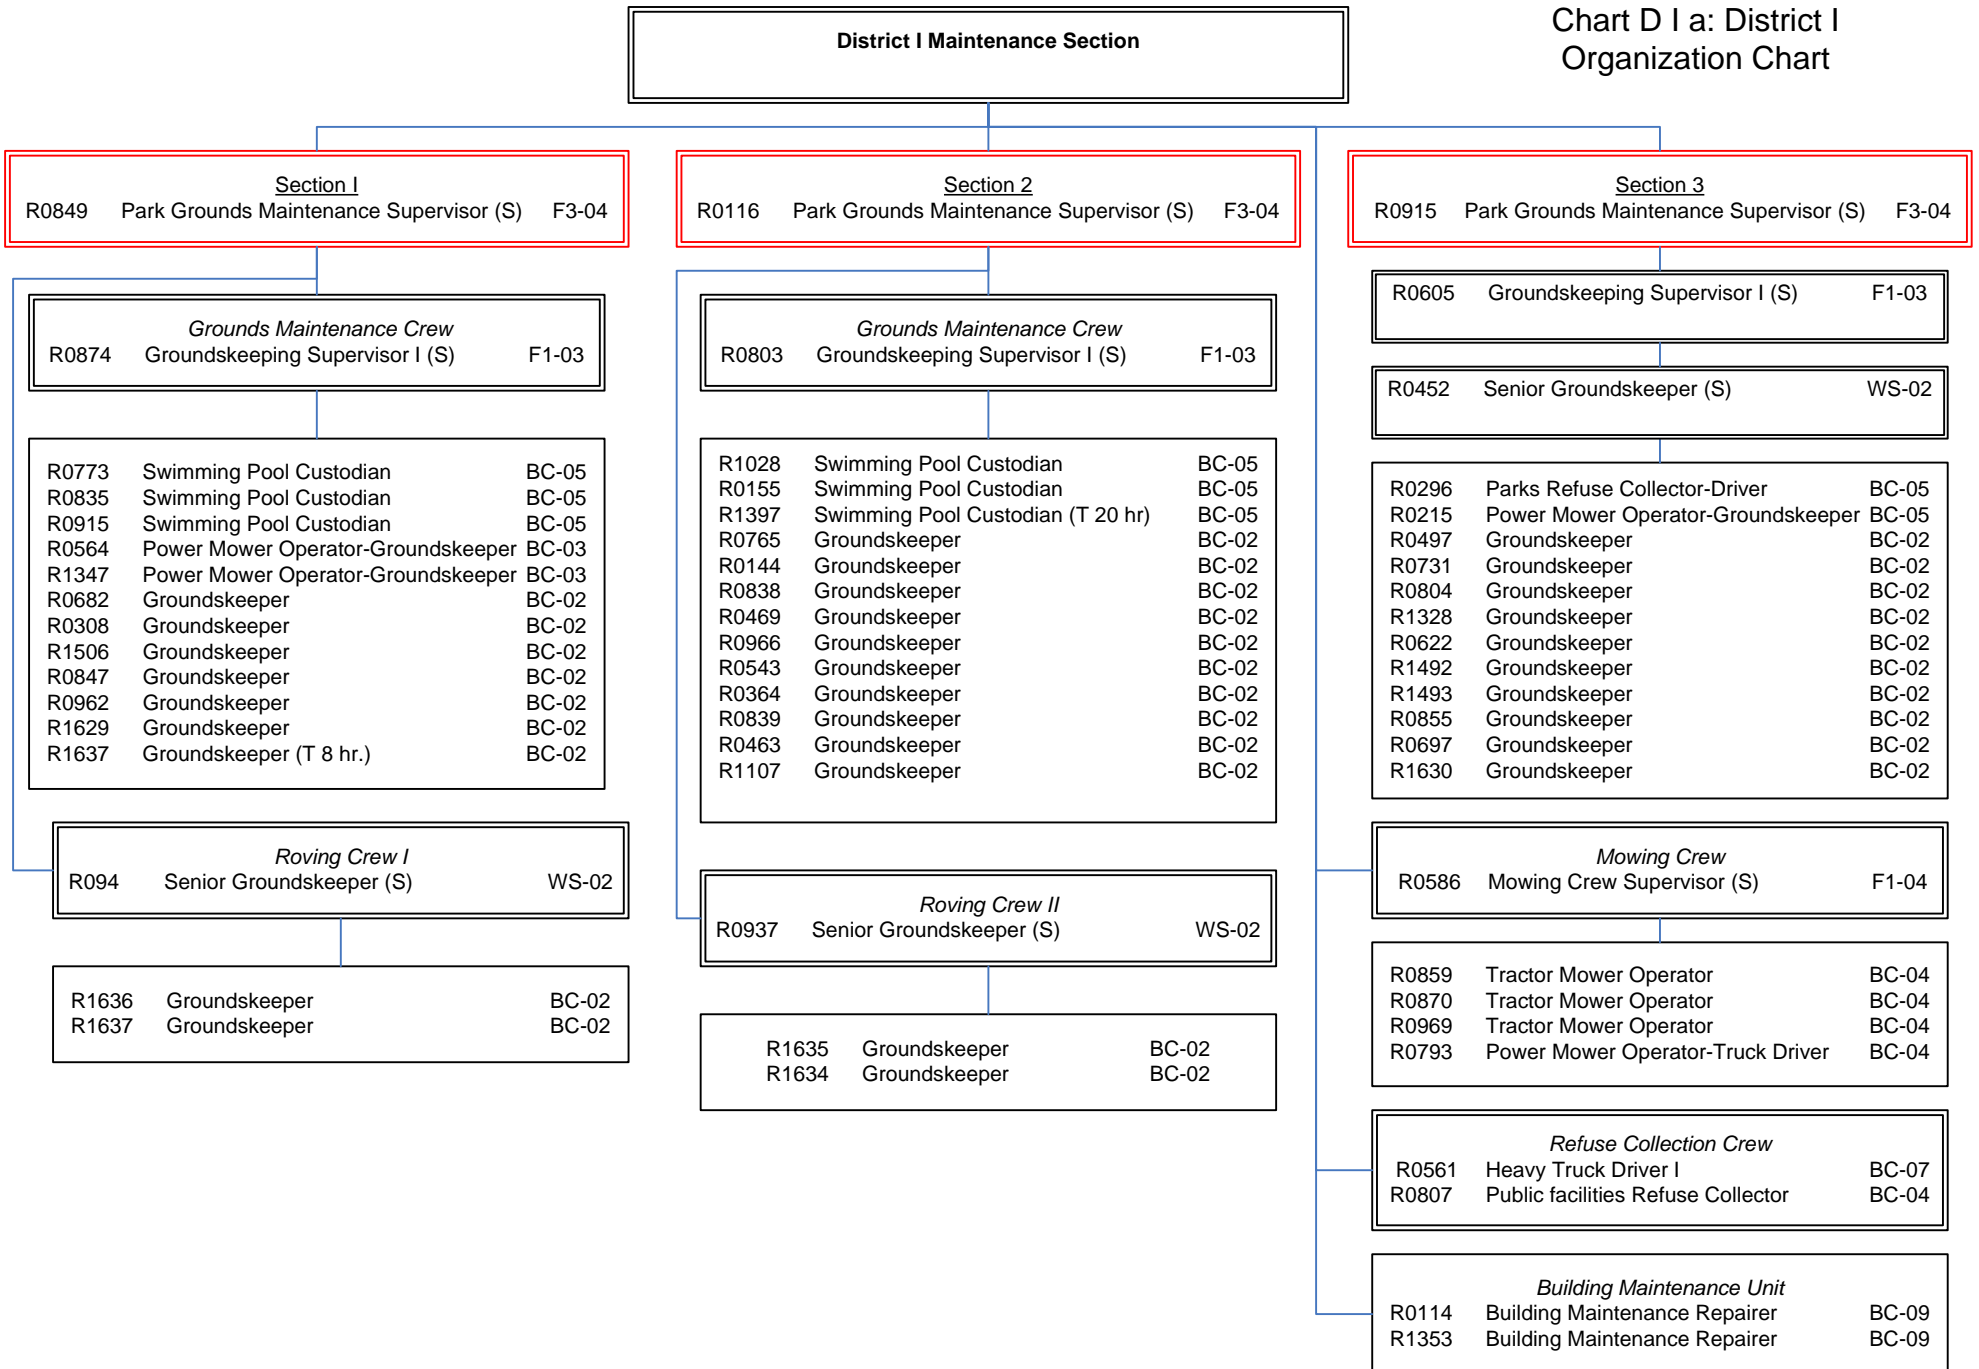 Chart D I a: District I
Organization Chart
District I Maintenance Section
Section I
R0849 Park Grounds Maintenance Supervisor (S) F3-04
Grounds Maintenance Crew
R0874 Groundskeeping Supervisor I (S) F1-03
R0773 Swimming Pool Custodian BC-05
R0835 Swimming Pool Custodian BC-05
R0915 Swimming Pool Custodian BC-05
R0564 Power Mower Operator-Groundskeeper BC-03
R1347 Power Mower Operator-Groundskeeper BC-03
R0682 Groundskeeper BC-02
R0308 Groundskeeper BC-02
R1506 Groundskeeper BC-02
R0847 Groundskeeper BC-02
R0962 Groundskeeper BC-02
R1629 Groundskeeper BC-02
R1637 Groundskeeper (T 8 hr.) BC-02
Roving Crew I
R094 Senior Groundskeeper (S) WS-02
R1636 Groundskeeper BC-02
R1637 Groundskeeper BC-02
Section 2
R0116 Park Grounds Maintenance Supervisor (S) F3-04
Grounds Maintenance Crew
R0803 Groundskeeping Supervisor I (S) F1-03
R1028 Swimming Pool Custodian BC-05
R0155 Swimming Pool Custodian BC-05
R1397 Swimming Pool Custodian (T 20 hr) BC-05
R0765 Groundskeeper BC-02
R0144 Groundskeeper BC-02
R0838 Groundskeeper BC-02
R0469 Groundskeeper BC-02
R0966 Groundskeeper BC-02
R0543 Groundskeeper BC-02
R0364 Groundskeeper BC-02
R0839 Groundskeeper BC-02
R0463 Groundskeeper BC-02
R1107 Groundskeeper BC-02
Roving Crew II
R0937 Senior Groundskeeper (S) WS-02
R1635 Groundskeeper BC-02
R1634 Groundskeeper BC-02
Section 3
R0915 Park Grounds Maintenance Supervisor (S) F3-04
R0605 Groundskeeping Supervisor I (S) F1-03
R0452 Senior Groundskeeper (S) WS-02
R0296 Parks Refuse Collector-Driver BC-05
R0215 Power Mower Operator-Groundskeeper BC-05
R0497 Groundskeeper BC-02
R0731 Groundskeeper BC-02
R0804 Groundskeeper BC-02
R1328 Groundskeeper BC-02
R0622 Groundskeeper BC-02
R1492 Groundskeeper BC-02
R1493 Groundskeeper BC-02
R0855 Groundskeeper BC-02
R0697 Groundskeeper BC-02
R1630 Groundskeeper BC-02
Mowing Crew
R0586 Mowing Crew Supervisor (S) F1-04
R0859 Tractor Mower Operator BC-04
R0870 Tractor Mower Operator BC-04
R0969 Tractor Mower Operator BC-04
R0793 Power Mower Operator-Truck Driver BC-04
Refuse Collection Crew
R0561 Heavy Truck Driver I BC-07
R0807 Public facilities Refuse Collector BC-04
Building Maintenance Unit
R0114 Building Maintenance Repairer BC-09
R1353 Building Maintenance Repairer BC-09